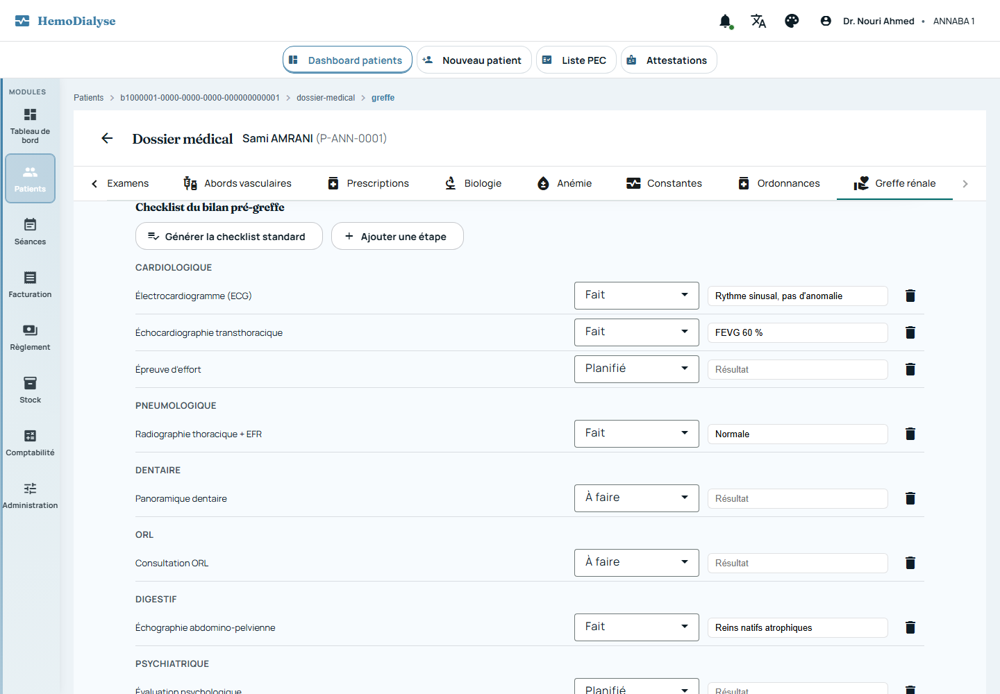 HemoDialyse
Dr. Nouri Ahmed • ANNABA 1
Dashboard patients
Nouveau patient
Liste PEC
Attestations
MODULES
Tableau de bord
Patients
Séances
Facturation
Règlement
Stock
Comptabilité
Administration
Patients > b1000001-0000-0000-0000-000000000001 > dossier-medical > greffe
Dossier médical Sami AMRANI (P-ANN-0001)
Examens
Abords vasculaires
Prescriptions
Biologie
Anémie
Constantes
Ordonnances
Greffe rénale
Checklist du bilan pré-greffe
Générer la checklist standard
Ajouter une étape
CARDIOLOGIQUE
Électrocardiogramme (ECG) Fait Rythme sinusal, pas d'anomalie
Échocardiographie transthoracique Fait FEVG 60 %
Épreuve d'effort Planifié Résultat
PNEUMOLOGIQUE
Radiographie thoracique + EFR Fait Normale
DENTAIRE
Panoramique dentaire À faire Résultat
ORL
Consultation ORL À faire Résultat
DIGESTIF
Échographie abdomino-pelvienne Fait Reins natifs atrophiques
PSYCHIATRIQUE
Évaluation psychologique Planifié Résultat